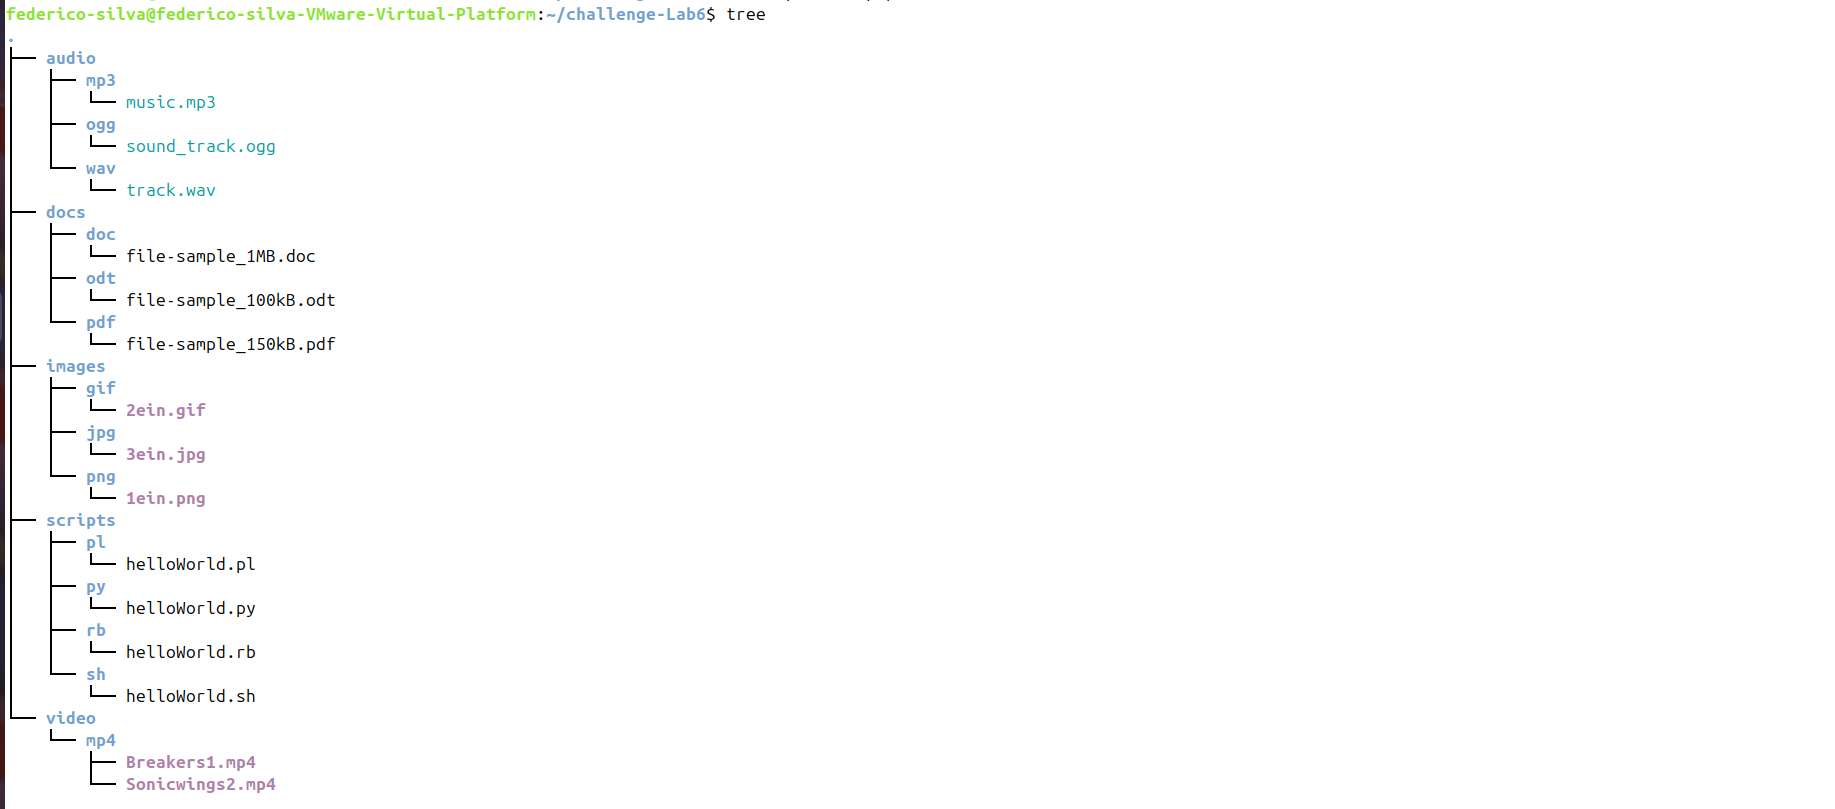 federico-silva@federico-silva-VMware-Virtual-Platform:~/challenge-Lab6$ tree
.
├── audio
│   ├── mp3
│   │   └── music.mp3
│   ├── ogg
│   │   └── sound_track.ogg
│   └── wav
│       └── track.wav
├── docs
│   ├── doc
│   │   └── file-sample_1MB.doc
│   ├── odt
│   │   └── file-sample_100kB.odt
│   └── pdf
│       └── file-sample_150kB.pdf
├── images
│   ├── gif
│   │   └── 2ein.gif
│   ├── jpg
│   │   └── 3ein.jpg
│   └── png
│       └── 1ein.png
├── scripts
│   ├── pl
│   │   └── helloWorld.pl
│   ├── py
│   │   └── helloWorld.py
│   ├── rb
│   │   └── helloWorld.rb
│   └── sh
│       └── helloWorld.sh
└── video
    └── mp4
        ├── Breakers1.mp4
        └── Sonicwings2.mp4